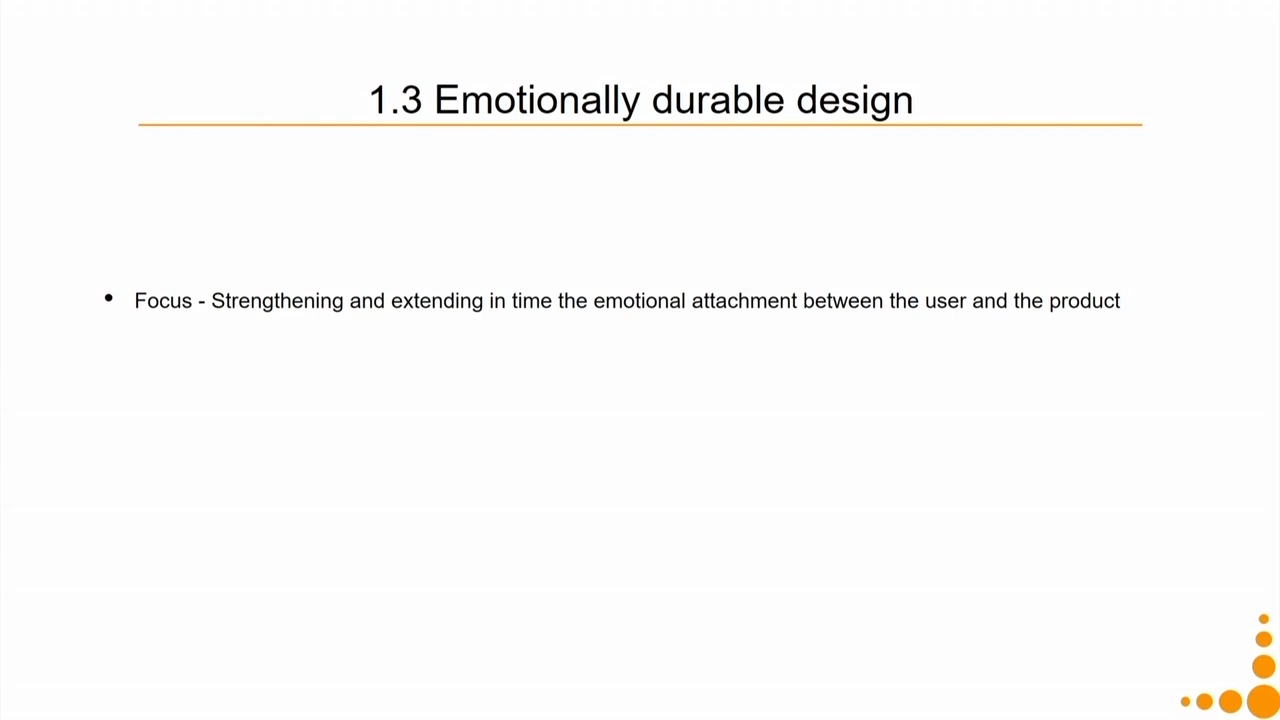 1.3 Emotionally durable design
• Focus - Strengthening and extending in time the emotional attachment between the user and the product